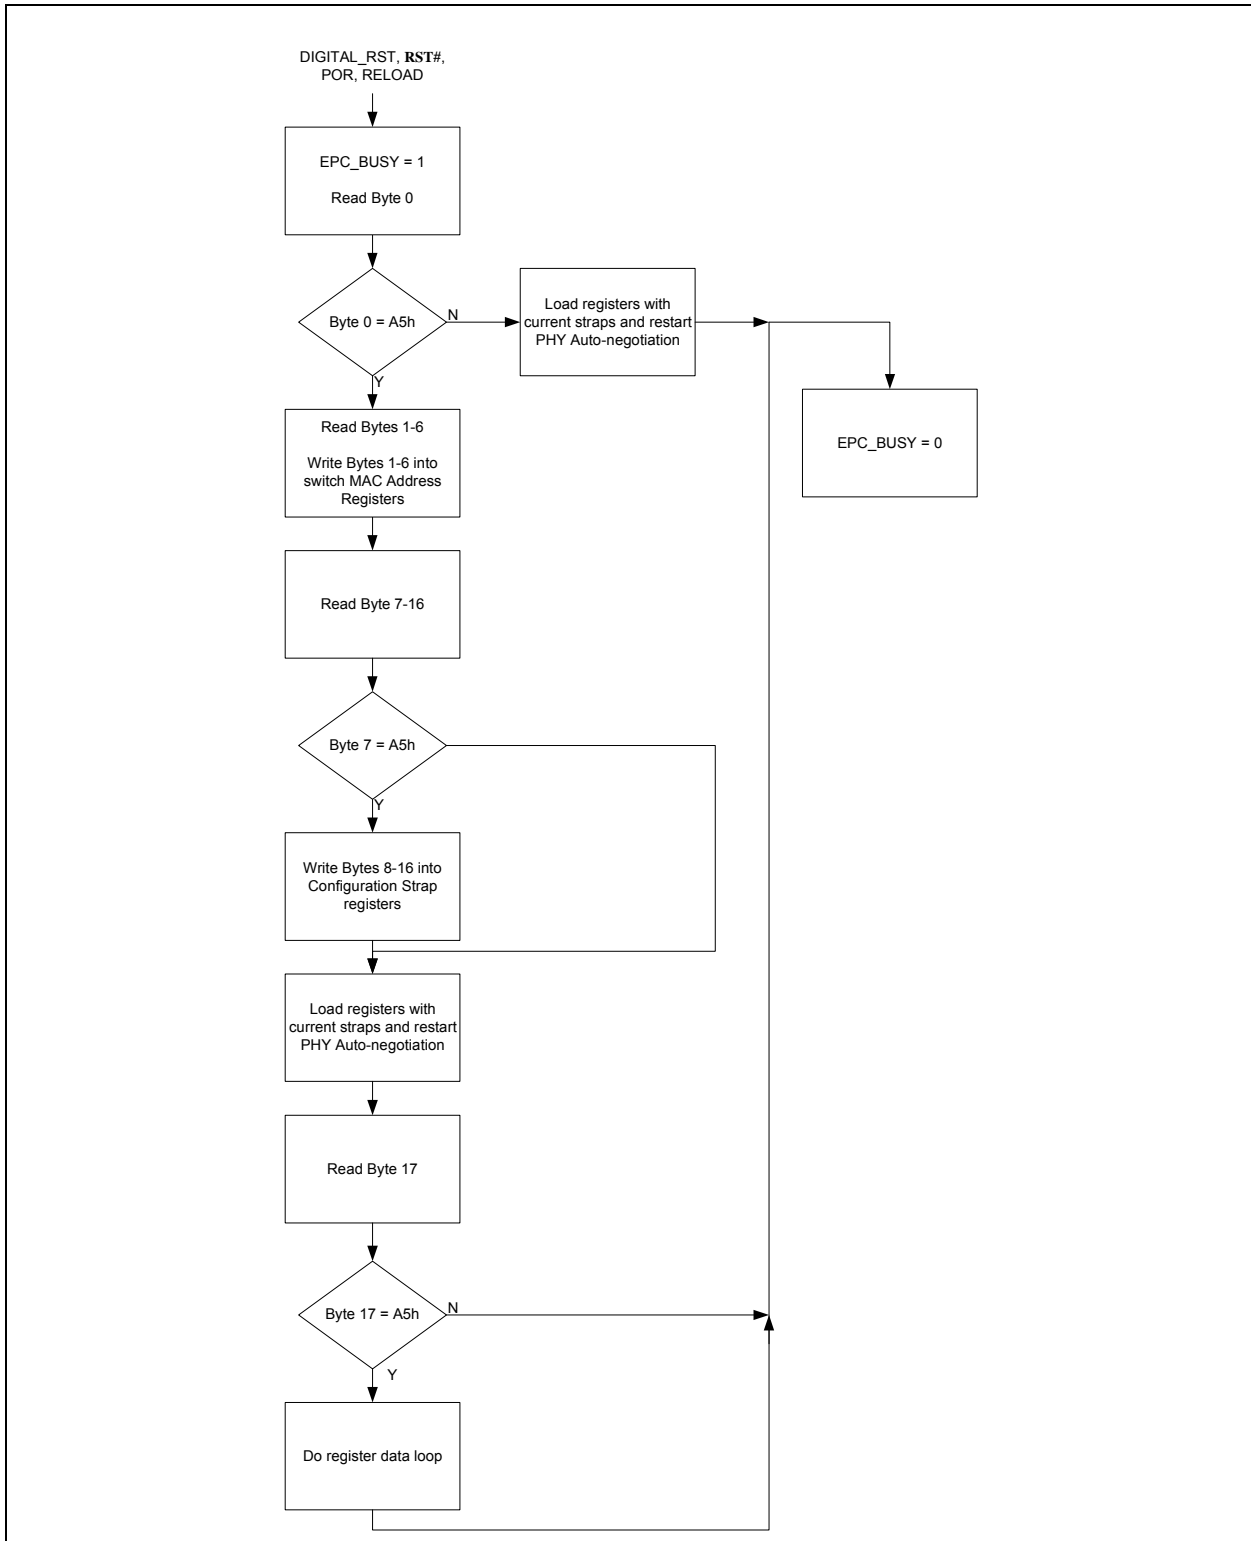 DIGITAL_RST, RST#,
POR, RELOAD
EPC_BUSY = 1
Read Byte 0
Byte 0 = A5h
N
Load registers with
current straps and restart
PHY Auto-negotiation
Y
EPC_BUSY = 0
Read Bytes 1-6
Write Bytes 1-6 into
switch MAC Address
Registers
Read Byte 7-16
Byte 7 = A5h
Y
Write Bytes 8-16 into
Configuration Strap
registers
Load registers with
current straps and restart
PHY Auto-negotiation
Read Byte 17
Byte 17 = A5h
N
Y
Do register data loop